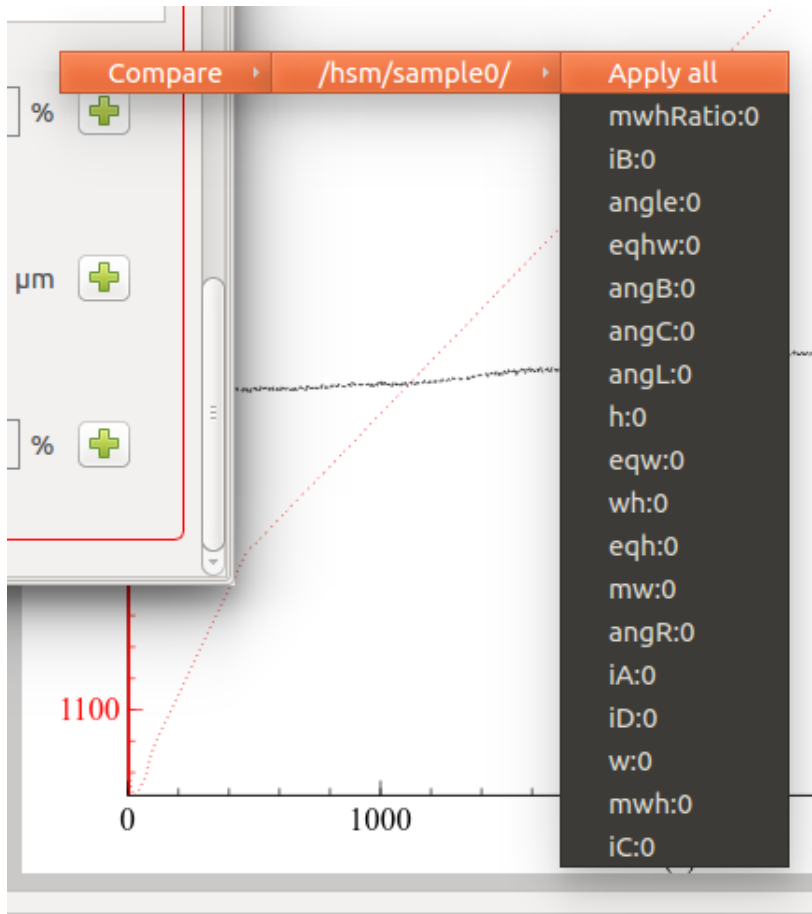 Compare
/hsm/sample0/
Apply all
mwhRatio:0
iB:0
angle:0
eqhw:0
angB:0
angC:0
angL:0
h:0
eqw:0
wh:0
eqh:0
mw:0
angR:0
iA:0
iD:0
w:0
mwh:0
iC:0
%
µm
%
1100
0
1000